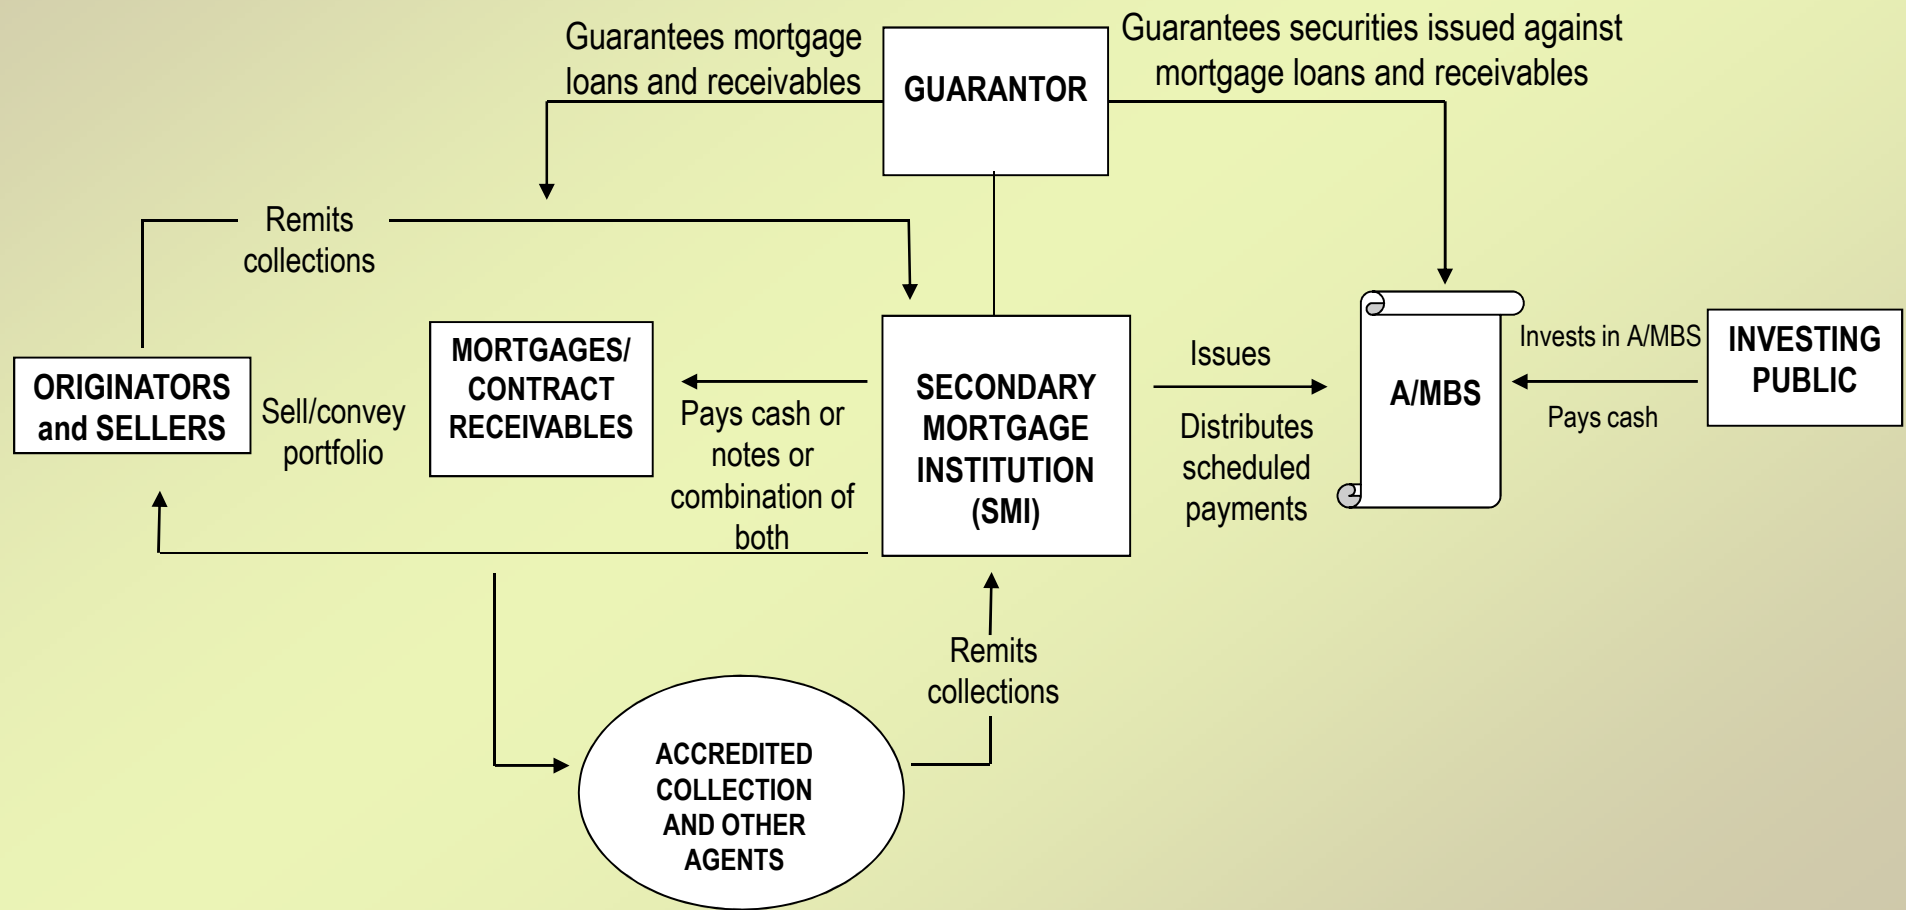 Guarantees mortgage
loans and receivables
GUARANTOR
Guarantees securities issued against
mortgage loans and receivables
Remits
collections
ORIGINATORS
and SELLERS
Sell/convey
portfolio
MORTGAGES/
CONTRACT
RECEIVABLES
Pays cash or
notes or
combination of
both
SECONDARY
MORTGAGE
INSTITUTION
(SMI)
Issues
Distributes
scheduled
payments
A/MBS
Invests in A/MBS
Pays cash
INVESTING
PUBLIC
Remits
collections
ACCREDITED
COLLECTION
AND OTHER
AGENTS